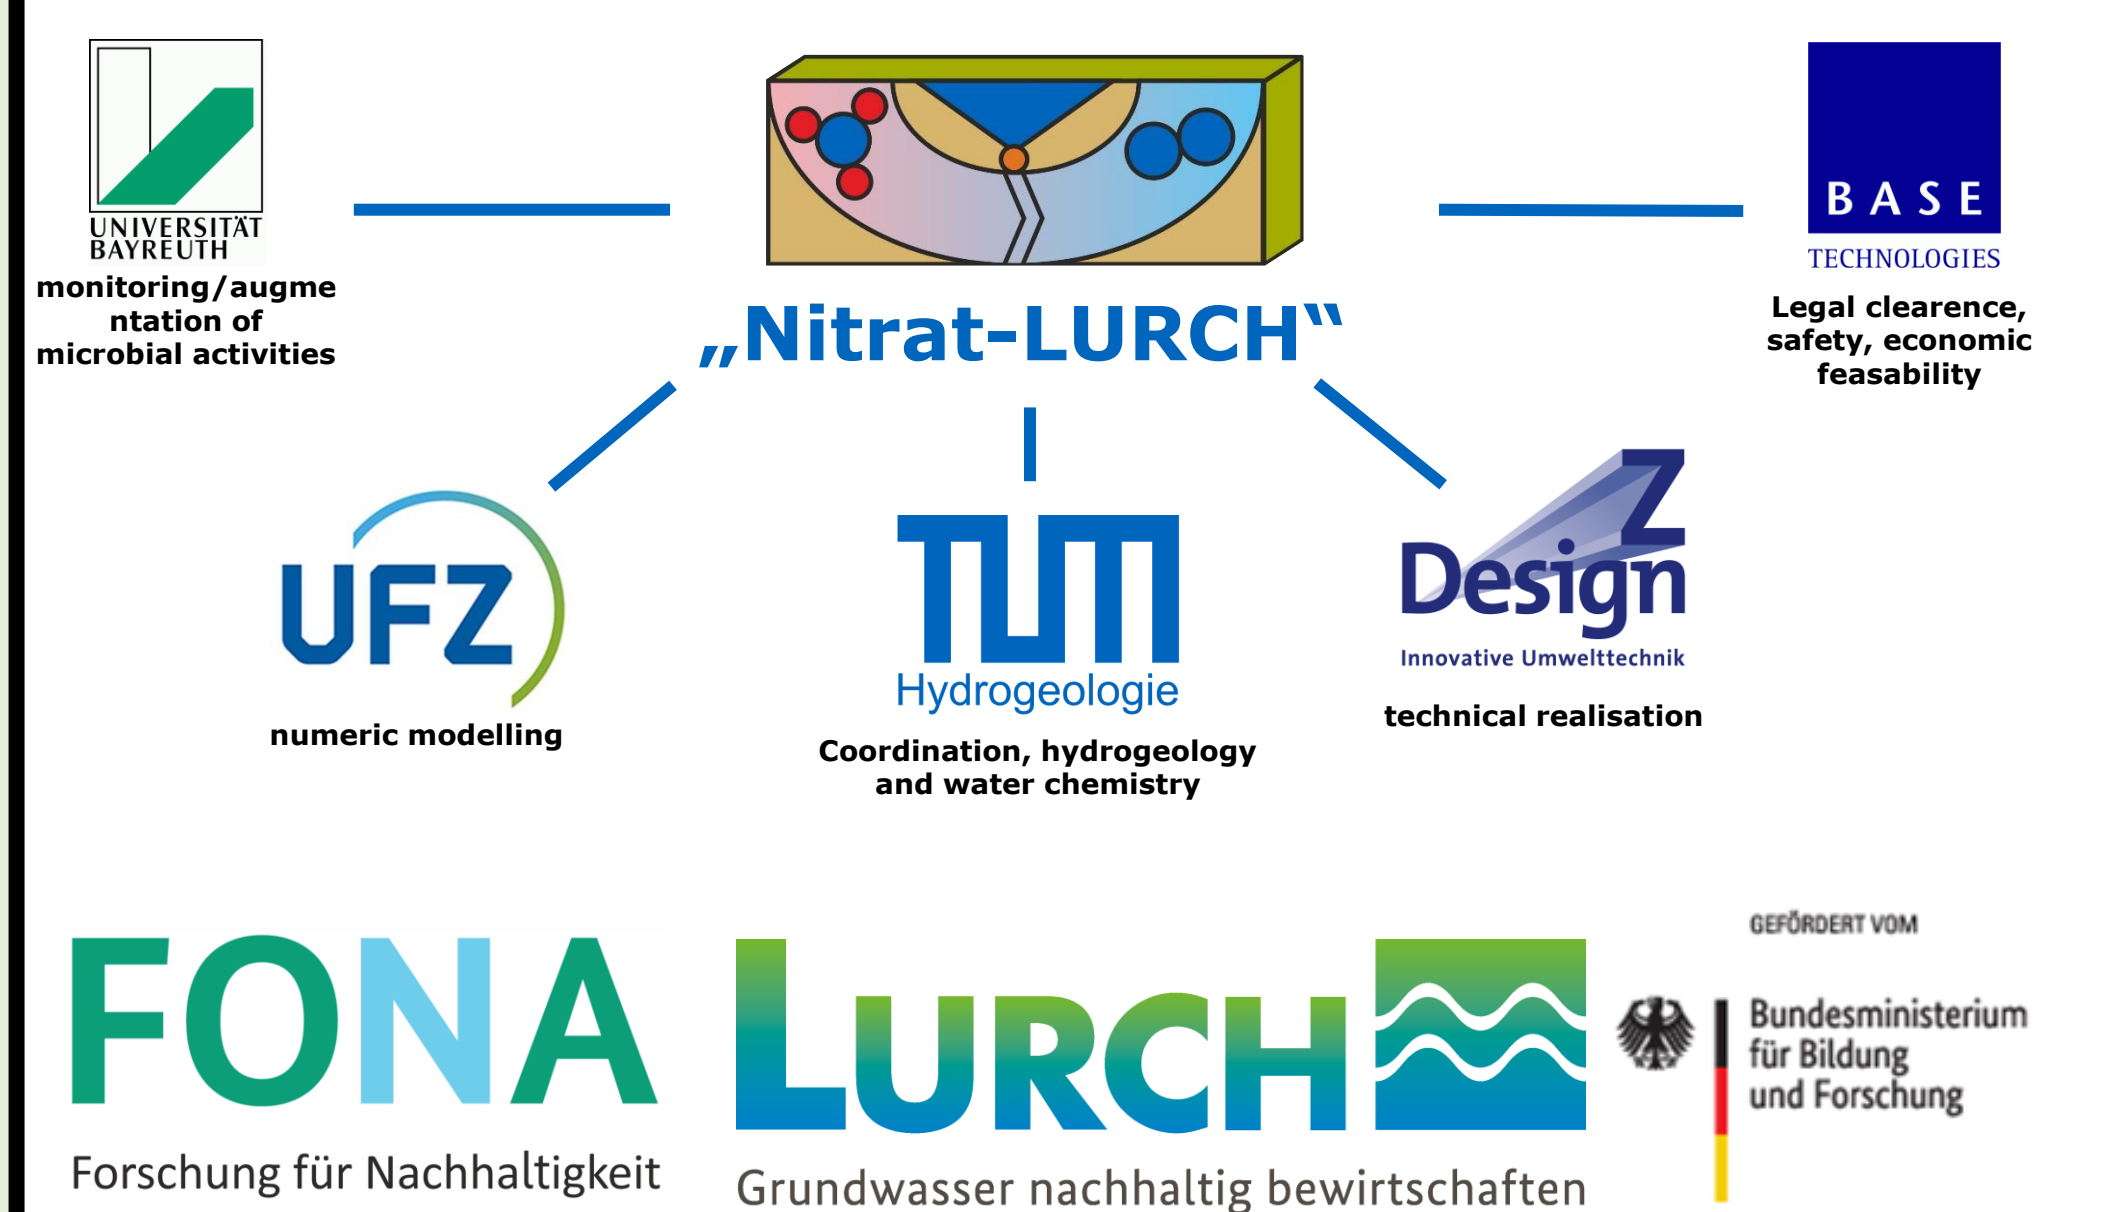 UNIVERSITÄT
BAYREUTH
monitoring/augme
ntation of
microbial activities
„Nitrat-LURCH“
BASE
TECHNOLOGIES
Legal clearence,
safety, economic
feasability
UFZ
numeric modelling
TUM
Hydrogeologie
Coordination, hydrogeology
and water chemistry
Z
Design
Innovative Umwelttechnik
technical realisation
FONA
Forschung für Nachhaltigkeit
LURCH
Grundwasser nachhaltig bewirtschaften
GEFÖRDERT VOM
Bundesministerium
für Bildung
und Forschung